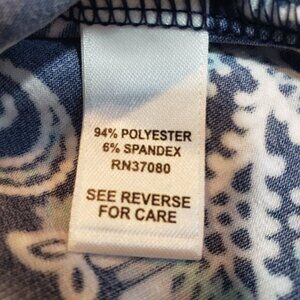 94% POLYESTER
6% SPANDEX
RN37080
SEE REVERSE
FOR CARE